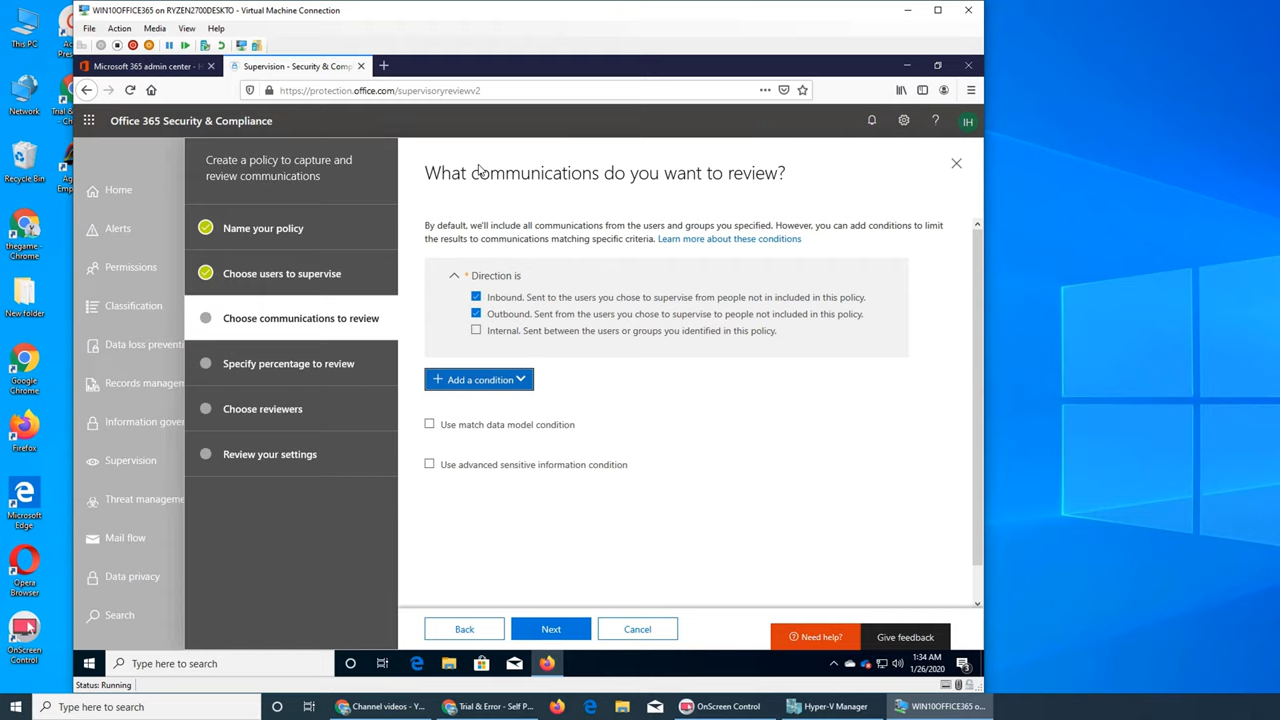 This PC
Network
Recycle Bin
thegame -
Chrome
New folder
Google
Chrome
Firefox
Microsoft
Edge
Opera
Browser
OnScreen
Control
WIN10OFFICE365 on RYZEN2700DESKTO - Virtual Machine Connection
File Action Media View Help
Microsoft 365 admin center - H
Supervision - Security & Comp
https://protection.office.com/supervisoryreviewv2
Office 365 Security & Compliance
IH
Home
Alerts
Permissions
Classification
Data loss preventi
Records managem
Information gover
Supervision
Threat manageme
Mail flow
Data privacy
Search
Create a policy to capture and
review communications
Name your policy
Choose users to supervise
Choose communications to review
Specify percentage to review
Choose reviewers
Review your settings
What communications do you want to review?
By default, we'll include all communications from the users and groups you specified. However, you can add conditions to limit
the results to communications matching specific criteria. Learn more about these conditions
* Direction is
Inbound. Sent to the users you chose to supervise from people not in included in this policy.
Outbound. Sent from the users you chose to supervise to people not included in this policy.
Internal. Sent between the users or groups you identified in this policy.
+ Add a condition
Use match data model condition
Use advanced sensitive information condition
Back Next Cancel
Need help? Give feedback
Type here to search
1:34 AM
1/26/2020
3
Status: Running
Type here to search
Channel videos - Y...
Trial & Error - Self P...
OnScreen Control
Hyper-V Manager
WIN10OFFICE365 o...